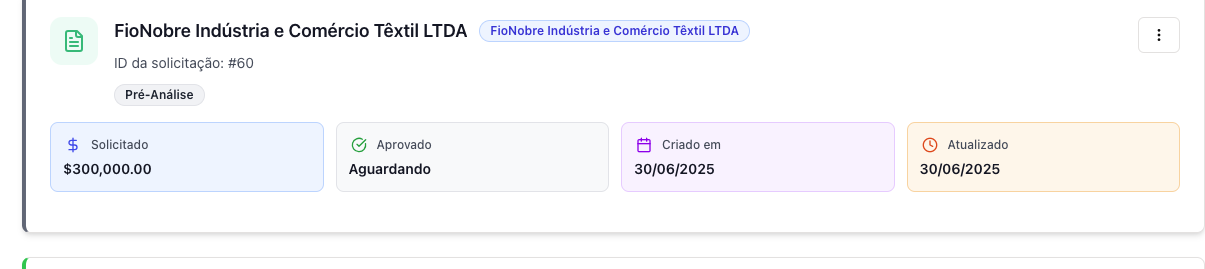 FioNobre Indústria e Comércio Têxtil LTDA FioNobre Indústria e Comércio Têxtil LTDA
ID da solicitação: #60
Pré-Análise
Solicitado
$300,000.00
Aprovado
Aguardando
Criado em
30/06/2025
Atualizado
30/06/2025